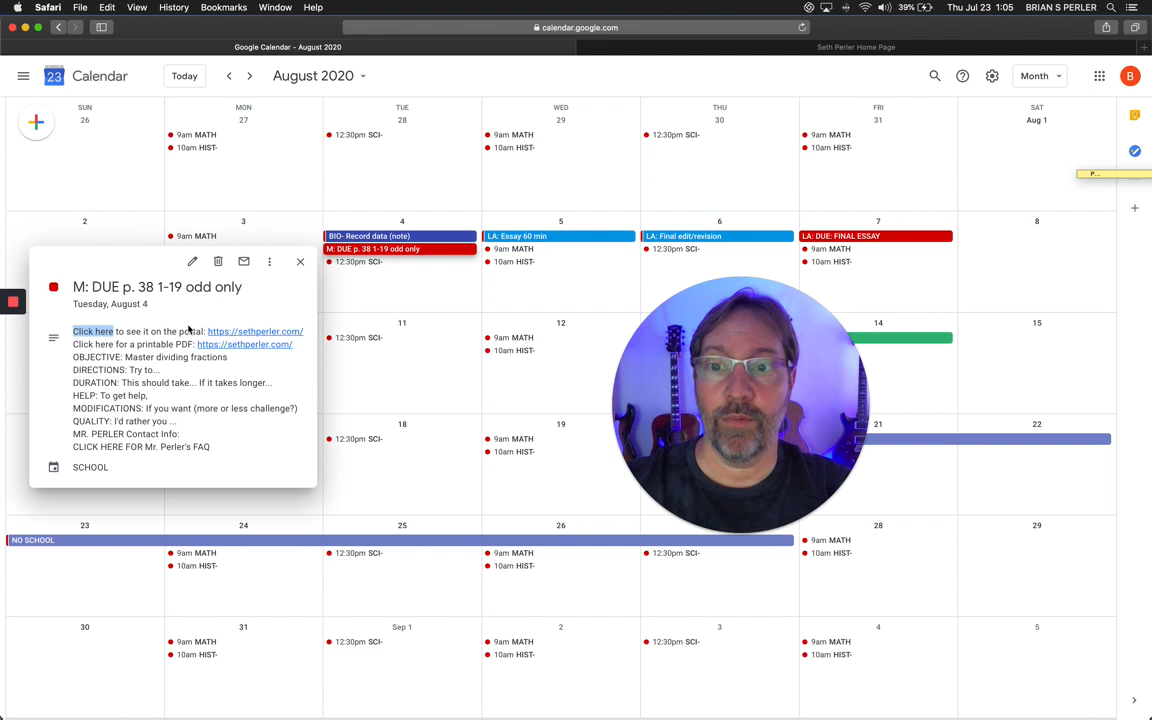 Safari File Edit View History Bookmarks Window Help
39% Thu Jul 23 1:05 BRIAN S PERLER
calendar.google.com
Google Calendar - August 2020 Seth Perler Home Page
23 Calendar Today August 2020 Month B
SUN MON TUE WED THU FRI SAT
26 27 28 29 30 31 Aug 1
9am MATH 12:30pm SCI- 9am MATH 12:30pm SCI- 9am MATH
10am HIST- 10am HIST- 10am HIST-
P...
2 3 4 5 6 7 8
9am MATH BIO- Record data (note) LA: Essay 60 min LA: Final edit/revision LA: DUE: FINAL ESSAY
M: DUE p. 38 1-19 odd only 9am MATH 12:30pm SCI- 9am MATH
12:30pm SCI- 10am HIST- 10am HIST-
M: DUE p. 38 1-19 odd only
Tuesday, August 4
Click here to see it on the portal: https://sethperler.com/
Click here for a printable PDF: https://sethperler.com/
OBJECTIVE: Master dividing fractions
DIRECTIONS: Try to...
DURATION: This should take... If it takes longer...
HELP: To get help,
MODIFICATIONS: If you want (more or less challenge?)
QUALITY: I'd rather you ...
MR. PERLER Contact Info:
CLICK HERE FOR Mr. Perler's FAQ
SCHOOL
11 12 14 15
12:30pm SCI- 9am MATH
10am HIST-
18 19 21 22
12:30pm SCI- 9am MATH
10am HIST-
23 24 25 26 28 29
NO SCHOOL 9am MATH
9am MATH 12:30pm SCI- 9am MATH 12:30pm SCI- 10am HIST-
10am HIST- 10am HIST-
30 31 Sep 1 2 3 4 5
9am MATH 12:30pm SCI- 9am MATH 12:30pm SCI- 9am MATH
10am HIST- 10am HIST- 10am HIST-